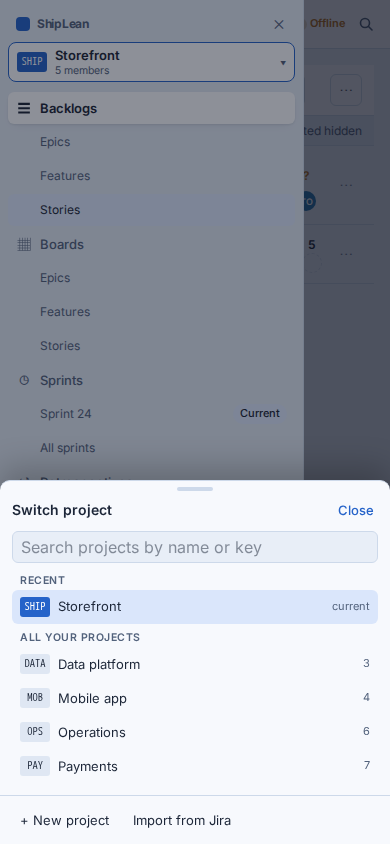 ShipLean
Offline
SHIP Storefront
5 members
Backlogs
ted hidden
Epics
Features
?
Stories
Boards
5
Epics
Features
Stories
Sprints
Sprint 24 Current
All sprints
Switch project Close
Search projects by name or key
RECENT
SHIP Storefront current
ALL YOUR PROJECTS
DATA Data platform 3
MOB Mobile app 4
OPS Operations 6
PAY Payments 7
+ New project Import from Jira